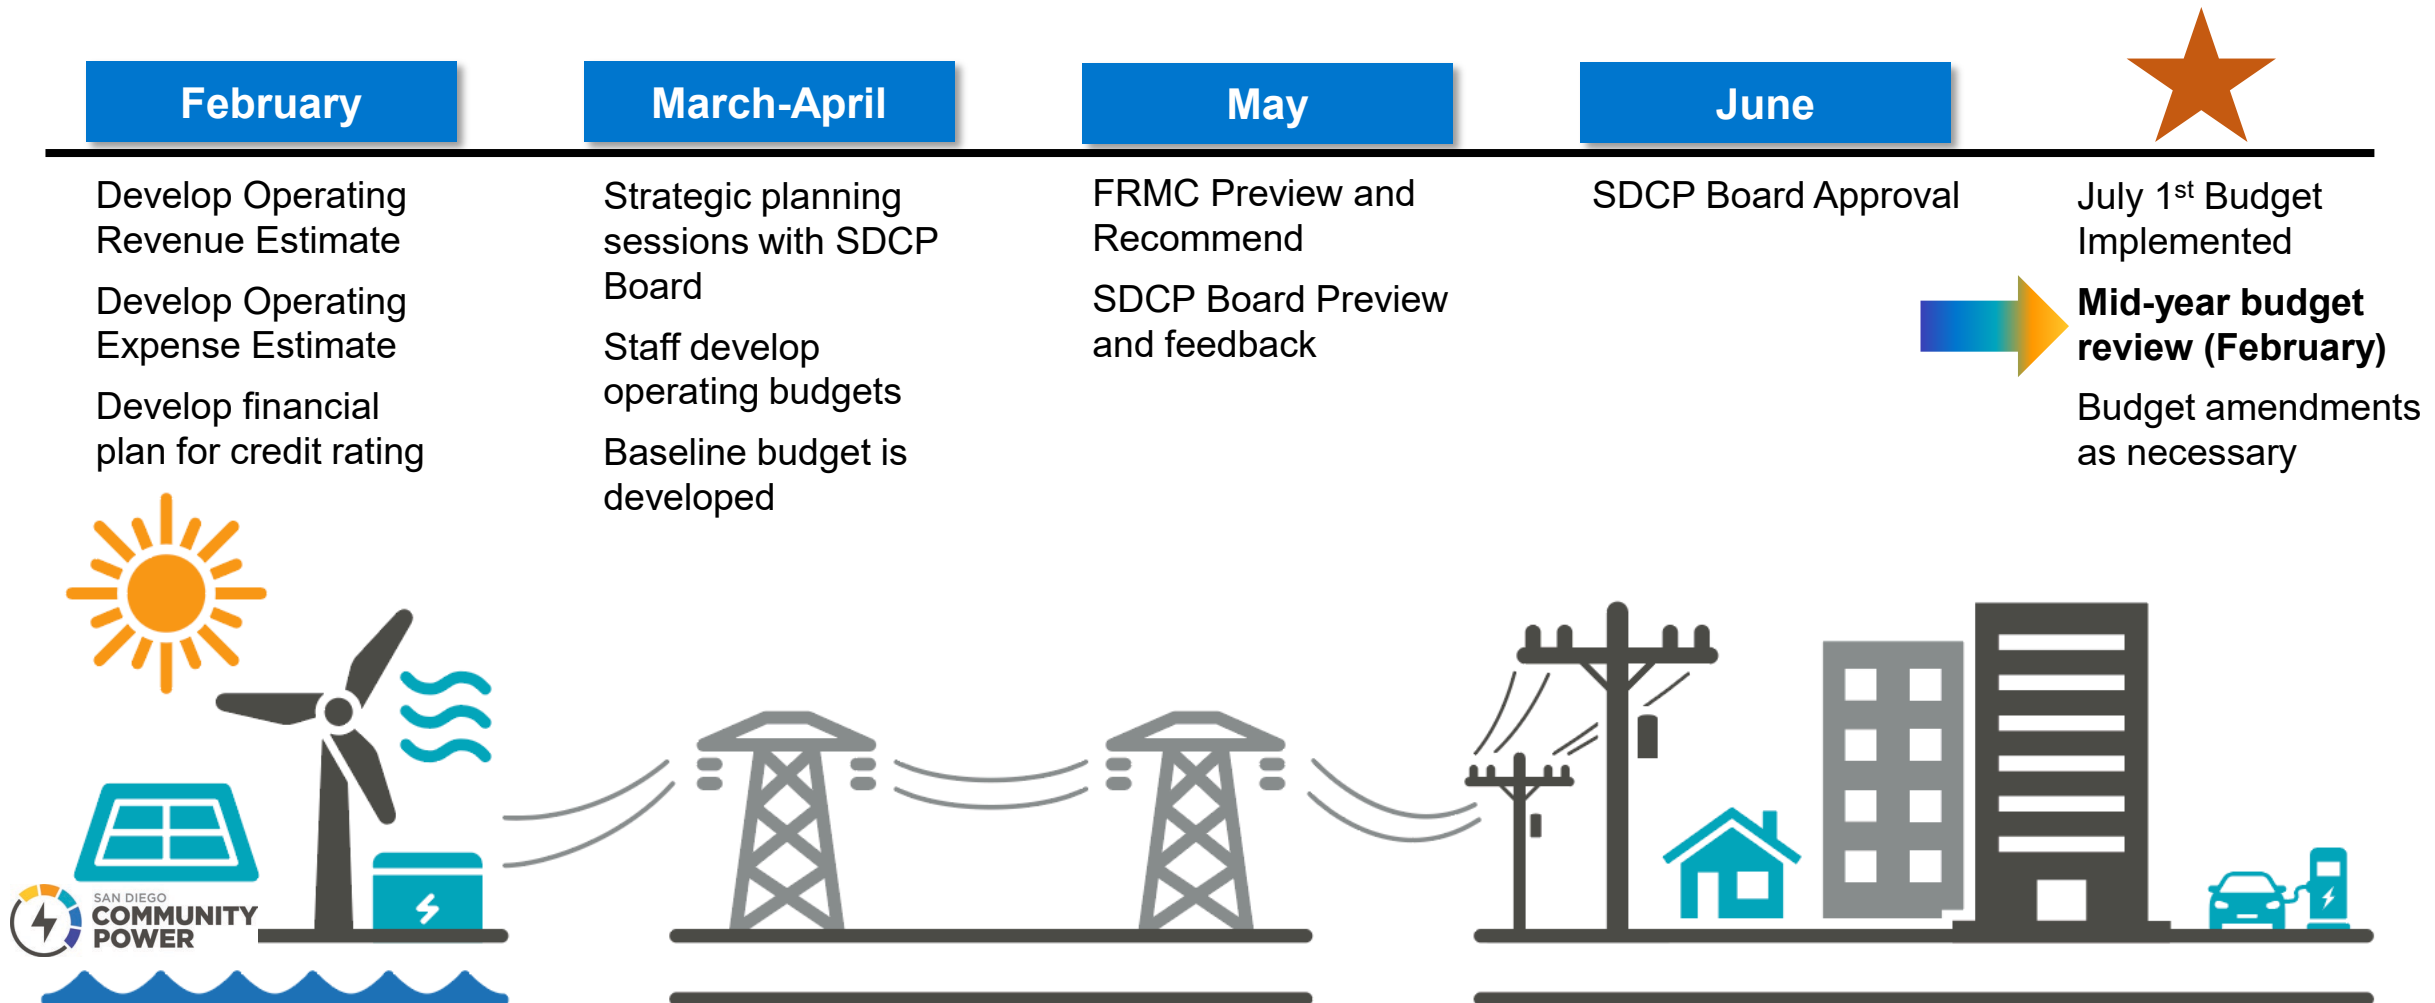 February
Develop Operating
Revenue Estimate
Develop Operating
Expense Estimate
Develop financial
plan for credit rating
March-April
Strategic planning
sessions with SDCP
Board
Staff develop
operating budgets
Baseline budget is
developed
May
FRMC Preview and
Recommend
SDCP Board Preview
and feedback
June
SDCP Board Approval
July 1st Budget
Implemented
Mid-year budget
review (February)
Budget amendments
as necessary
SAN DIEGO
COMMUNITY
POWER